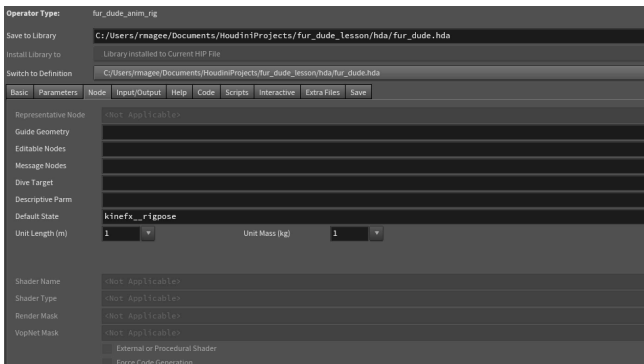 Operator Type: fur_dude_anim_rig
Save to Library C:/Users/rmagee/Documents/HoudiniProjects/fur_dude_lesson/hda/fur_dude.hda
Install Library to Library installed to Current HIP File
Switch to Definition C:/Users/rmagee/Documents/HoudiniProjects/fur_dude_lesson/hda/fur_dude.hda
Basic Parameters Node Input/Output Help Code Scripts Interactive Extra Files Save
Representative Node <Not Applicable>
Guide Geometry
Editable Nodes
Message Nodes
Dive Target
Descriptive Parm
Default State kinefx__rigpose
Unit Length (m) 1 Unit Mass (kg) 1
Shader Name <Not Applicable>
Shader Type <Not Applicable>
Render Mask <Not Applicable>
VopNet Mask <Not Applicable>
External or Procedural Shader
Force Code Generation